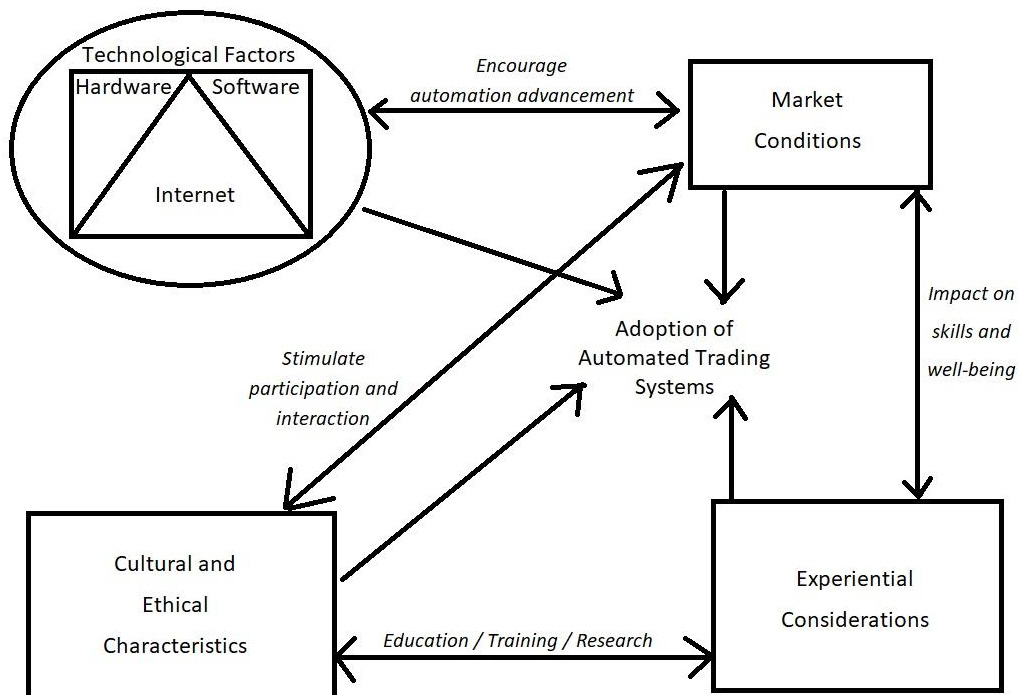 Technological Factors
Hardware
Software
Internet
Encourage
automation advancement
Market
Conditions
Stimulate
participation and
interaction
Adoption of
Automated Trading
Systems
Impact on
skills and
well-being
Cultural and
Ethical
Characteristics
Education / Training / Research
Experiential
Considerations